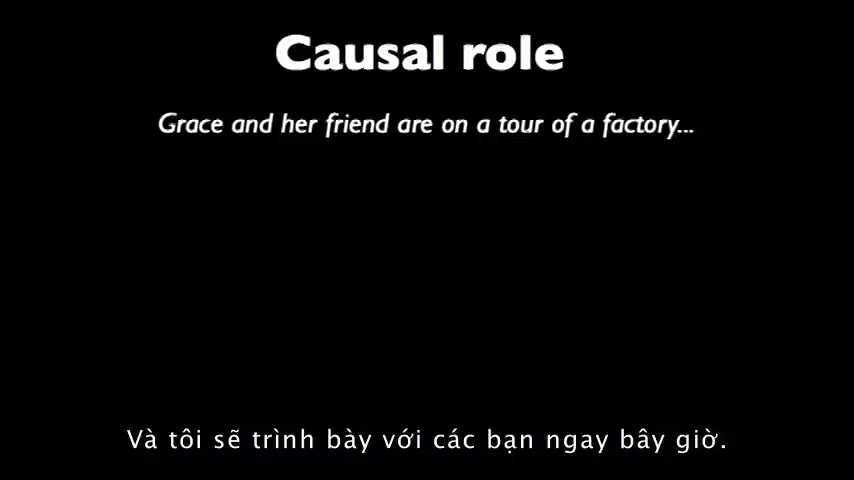 Causal role
Grace and her friend are on a tour of a factory...
Và tôi sẽ trình bày với các bạn ngay bây giờ.